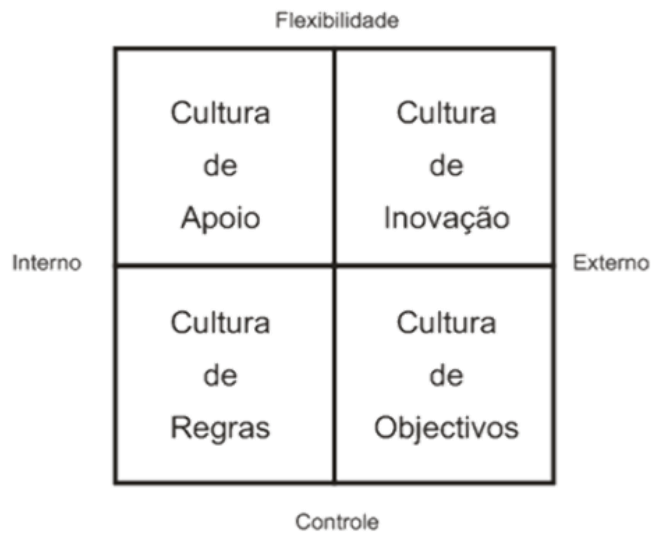 Flexibilidade
Cultura
de
Apoio
Cultura
de
Inovação
Interno
Externo
Cultura
de
Regras
Cultura
de
Objectivos
Controle